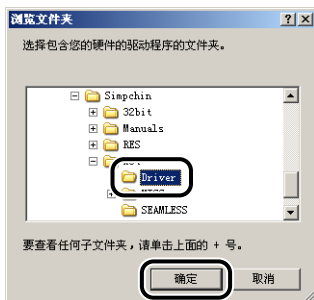 浏览文件夹
选择包含您的硬件的驱动程序的文件夹。
Simpchin
32bit
Manuals
RES
Driver
SEAMLESS
要查看任何子文件夹，请单击上面的 + 号。
确定
取消